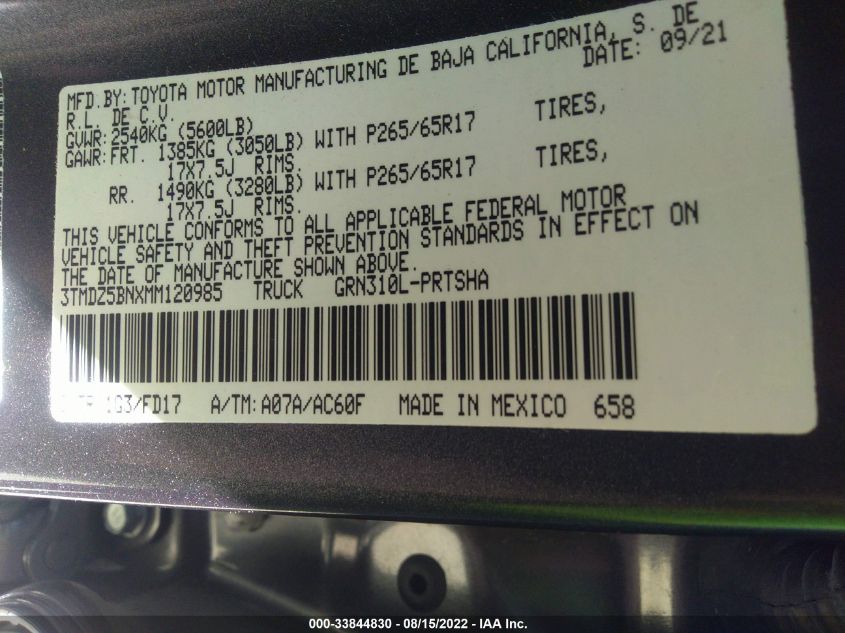 MFD.BY:TOYOTA MOTOR MANUFACTURING DE BAJA CALIFORNIA, S. DE
R.L. DE C.V. DATE: 09/21
GVWR:2540KG (5600LB)
GAWR:FRT. 1385KG (3050LB) WITH P265/65R17 TIRES,
17X7.5J RIMS.
RR. 1490KG (3280LB) WITH P265/65R17 TIRES,
17X7.5J RIMS.
THIS VEHICLE CONFORMS TO ALL APPLICABLE FEDERAL MOTOR
VEHICLE SAFETY AND THEFT PREVENTION STANDARDS IN EFFECT ON
THE DATE OF MANUFACTURE SHOWN ABOVE.
3TMDZ5BNXMM120985 TRUCK GRN310L-PRTSHA
1G3/FD17 A/TM:A07A/AC60F MADE IN MEXICO 658
000-33844830 - 08/15/2022 - IAA Inc.